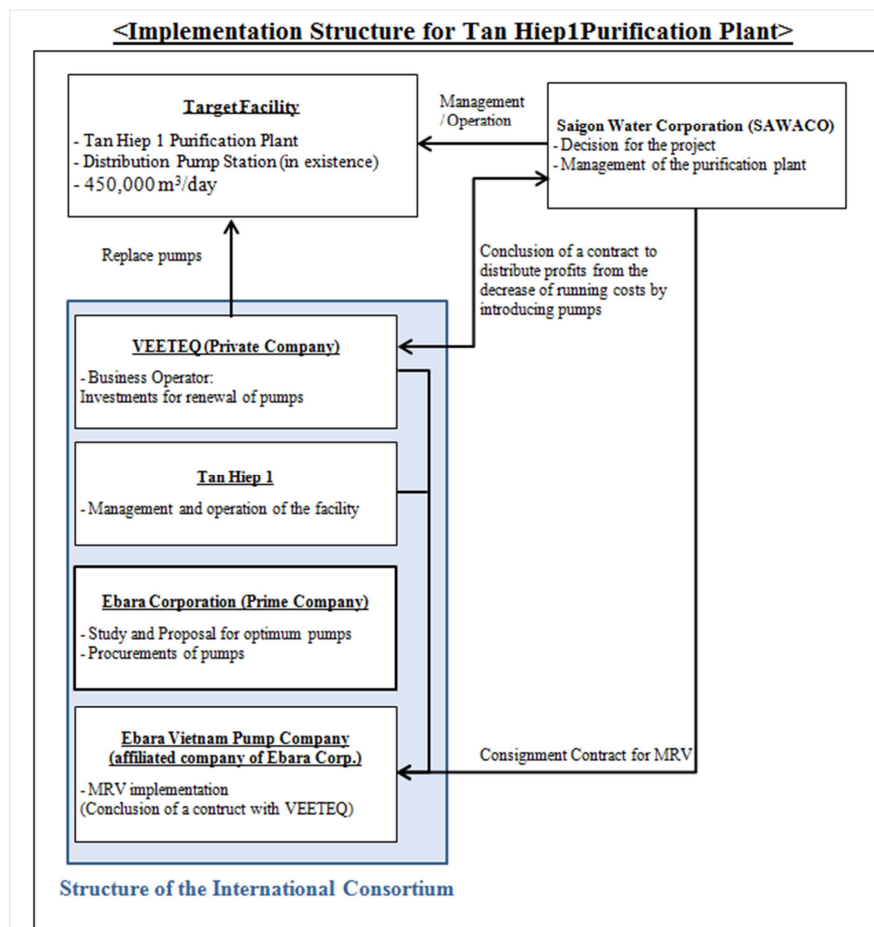 <Implementation Structure for Tan Hiep1Purification Plant>
Target Facility
- Tan Hiep 1 Purification Plant
- Distribution Pump Station (in existence)
- 450,000 m³/day
Management
/Operation
Saigon Water Corporation (SAWACO)
- Decision for the project
- Management of the purification plant
Replace pumps
Conclusion of a contract to
distribute profits from the
decrease of running costs by
introducing pumps
VEETEQ (Private Company)
- Business Operator:
Investments for renewal of pumps
Tan Hiep 1
- Management and operation of the facility
Ebara Corporation (Prime Company)
- Study and Proposal for optimum pumps
- Procurements of pumps
Ebara Vietnam Pump Company
(affiliated company of Ebara Corp.)
- MRV implementation
(Conclusion of a contruct with VEETEQ)
Consignment Contract for MRV
Structure of the International Consortium